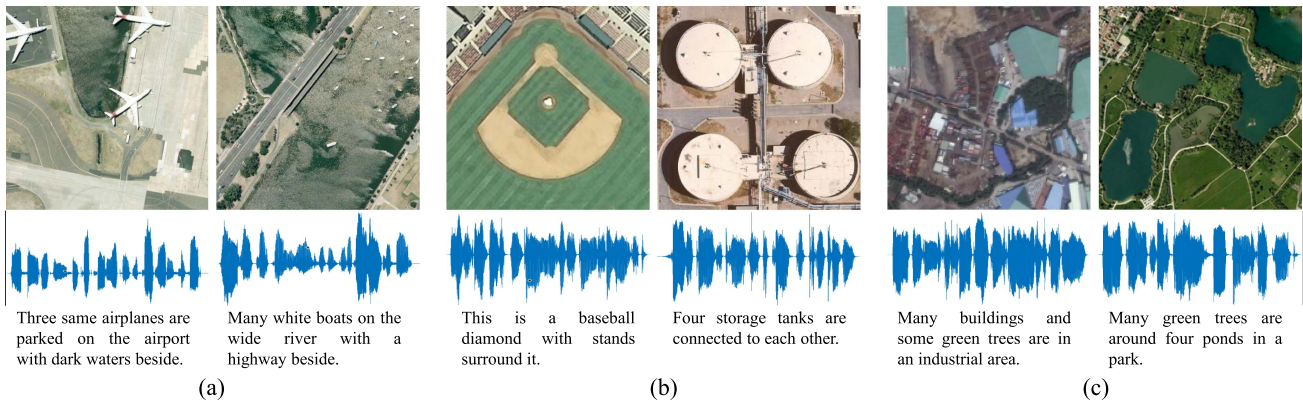 Three same airplanes are
parked on the airport
with dark waters beside.
Many white boats on the
wide river with a
highway beside.
(a)
This is a baseball
diamond with stands
surround it.
Four storage tanks are
connected to each other.
(b)
Many buildings and
some green trees are in
an industrial area.
Many green trees are
around four ponds in a
park.
(c)